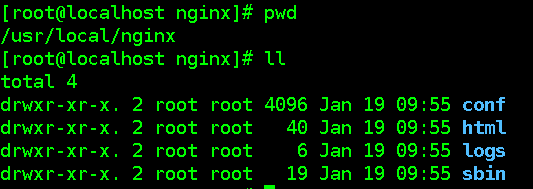 [root@localhost nginx]# pwd
/usr/local/nginx
[root@localhost nginx]# ll
total 4
drwxr-xr-x. 2 root root 4096 Jan 19 09:55 conf
drwxr-xr-x. 2 root root   40 Jan 19 09:55 html
drwxr-xr-x. 2 root root    6 Jan 19 09:55 logs
drwxr-xr-x. 2 root root   19 Jan 19 09:55 sbin